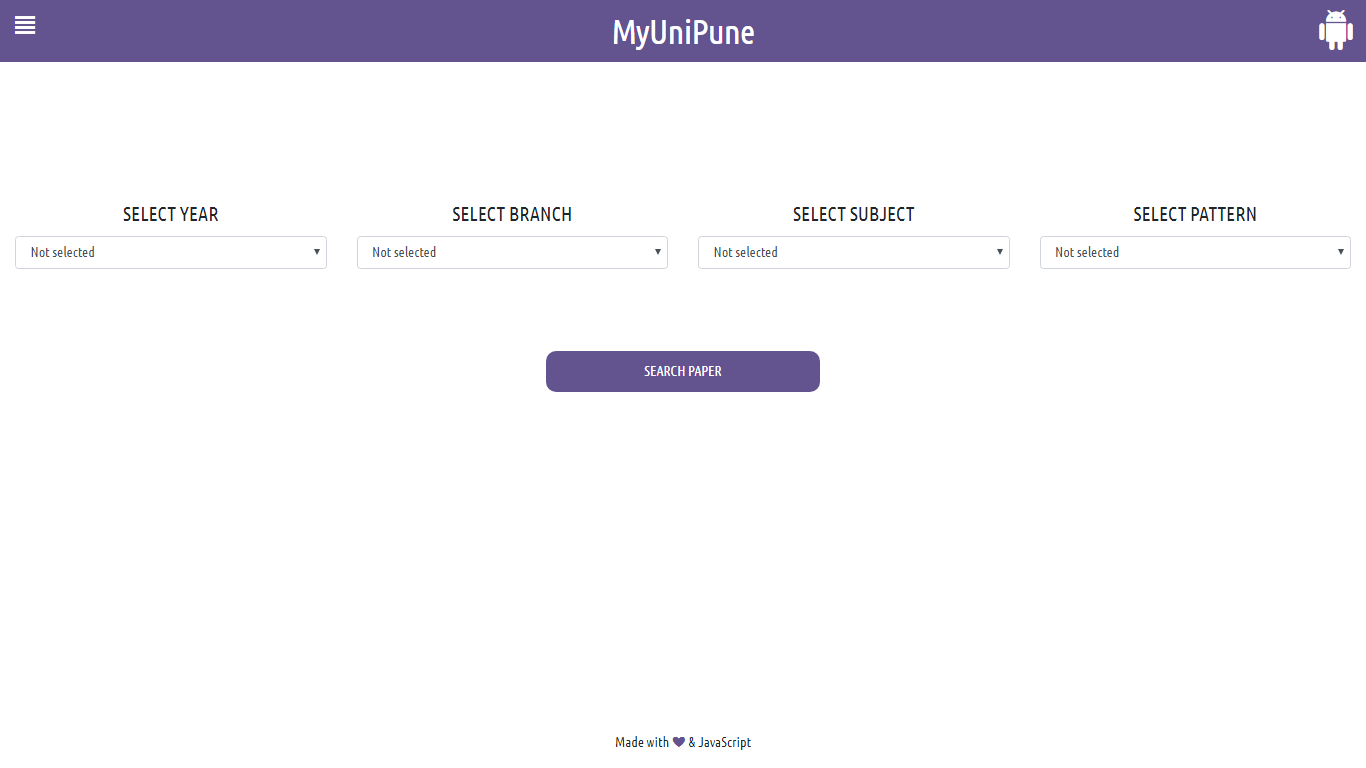 MyUniPune
SELECT YEAR
Not selected
SELECT BRANCH
Not selected
SELECT SUBJECT
Not selected
SELECT PATTERN
Not selected
SEARCH PAPER
Made with & JavaScript